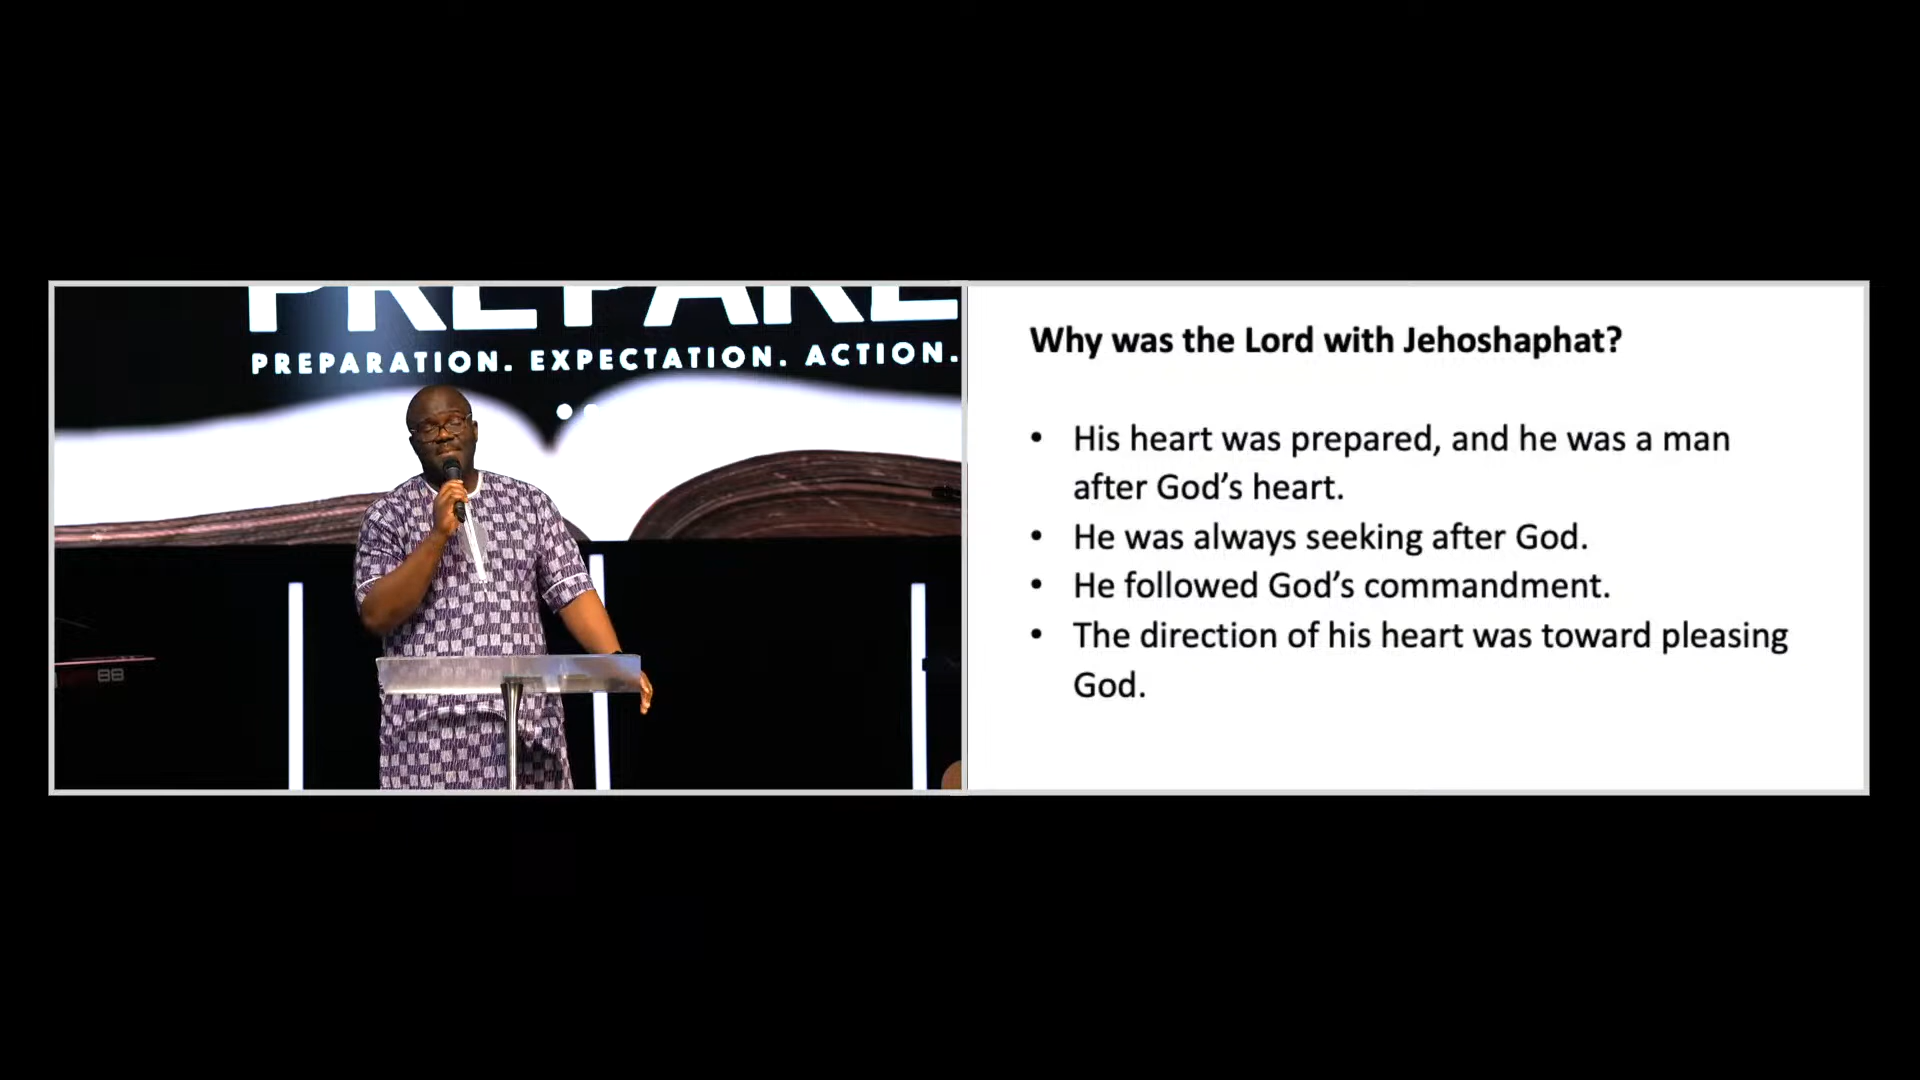 PREPARE
PREPARATION. EXPECTATION. ACTION.
88
Why was the Lord with Jehoshaphat?
• His heart was prepared, and he was a man
after God’s heart.
• He was always seeking after God.
• He followed God’s commandment.
• The direction of his heart was toward pleasing
God.